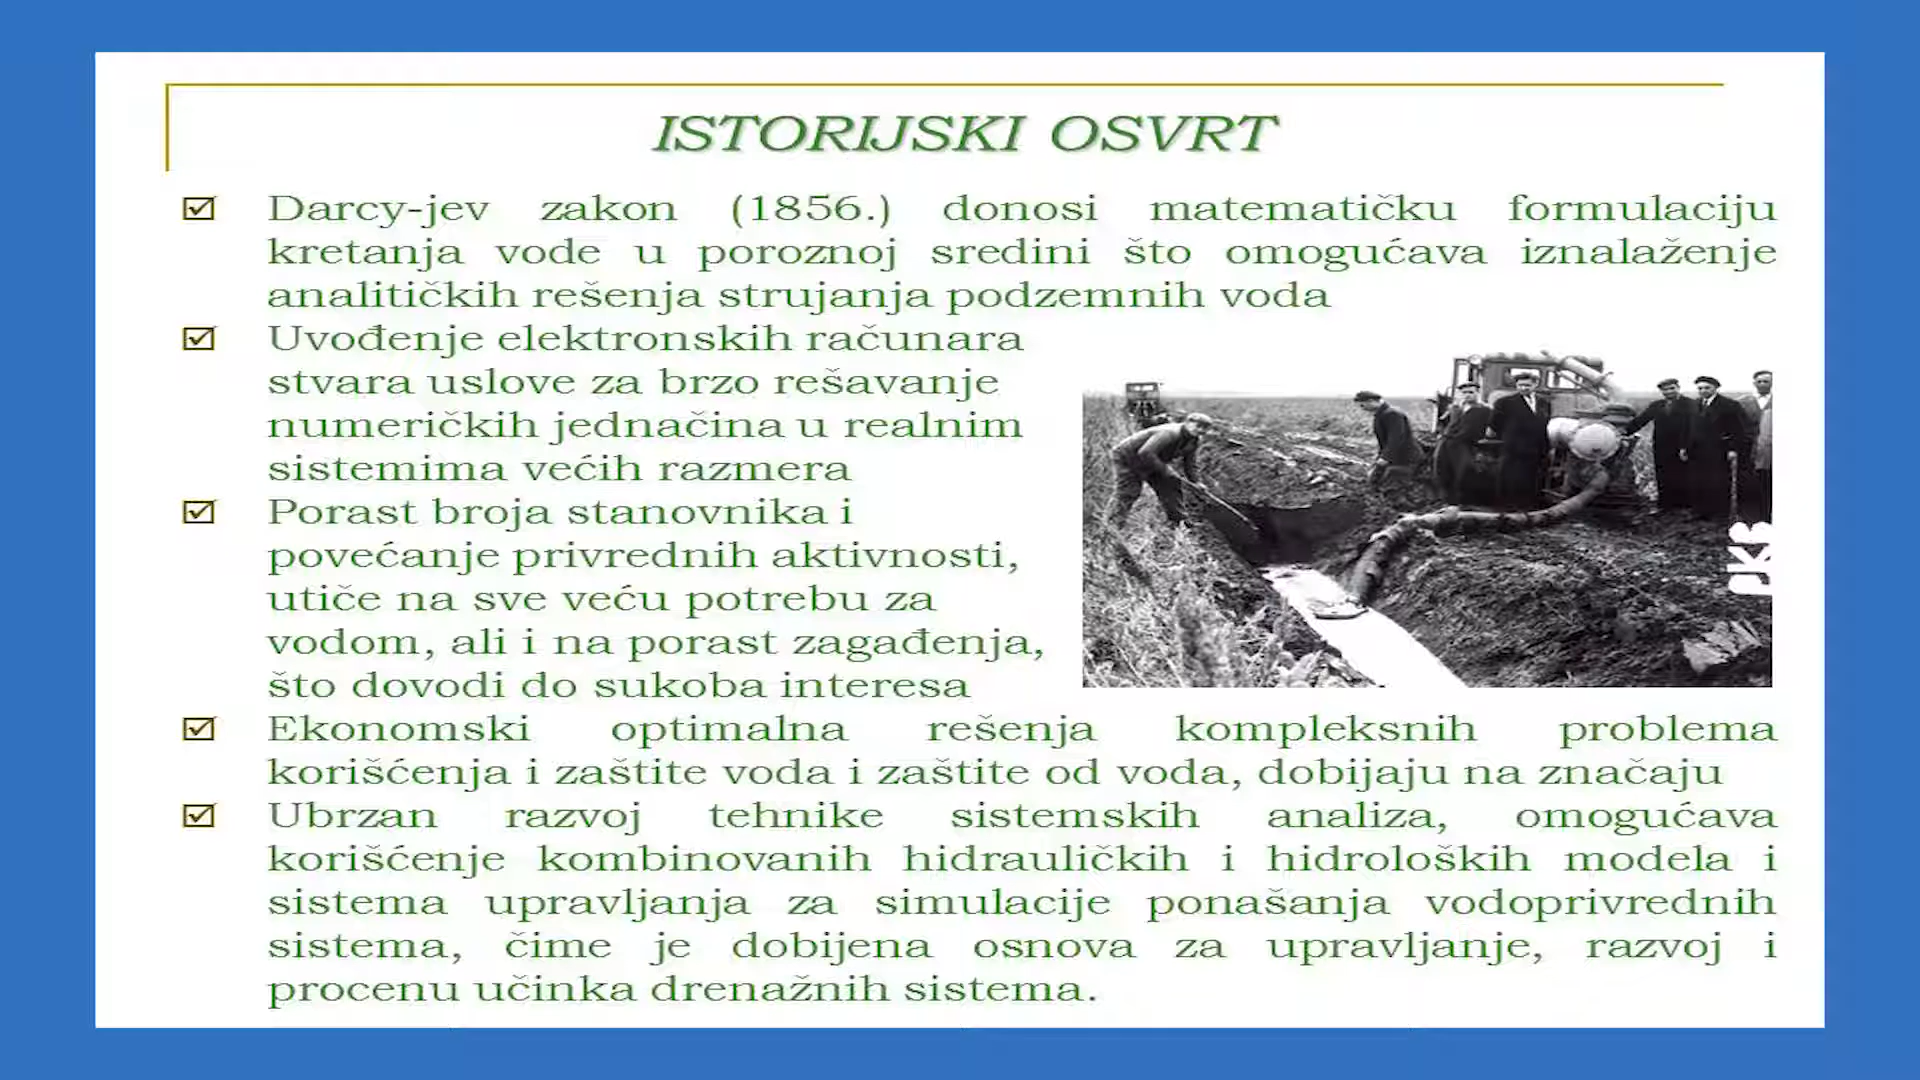 ISTORIJSKI OSVRT
Darcy-jev zakon (1856.) donosi matematičku formulaciju
kretanja vode u poroznoj sredini što omogućava iznalaženje
analitičkih rešenja strujanja podzemnih voda
Uvođenje elektronskih računara
stvara uslove za brzo rešavanje
numeričkih jednačina u realnim
sistemima većih razmera
Porast broja stanovnika i
povećanje privrednih aktivnosti,
utiče na sve veću potrebu za
vodom, ali i na porast zagađenja,
što dovodi do sukoba interesa
Ekonomski optimalna rešenja kompleksnih problema
korišćenja i zaštite voda i zaštite od voda, dobijaju na značaju
Ubrzan razvoj tehnike sistemskih analiza, omogućava
korišćenje kombinovanih hidrauličkih i hidroloških modela i
sistema upravljanja za simulacije ponašanja vodoprivrednih
sistema, čime je dobijena osnova za upravljanje, razvoj i
procenu učinka drenažnih sistema.